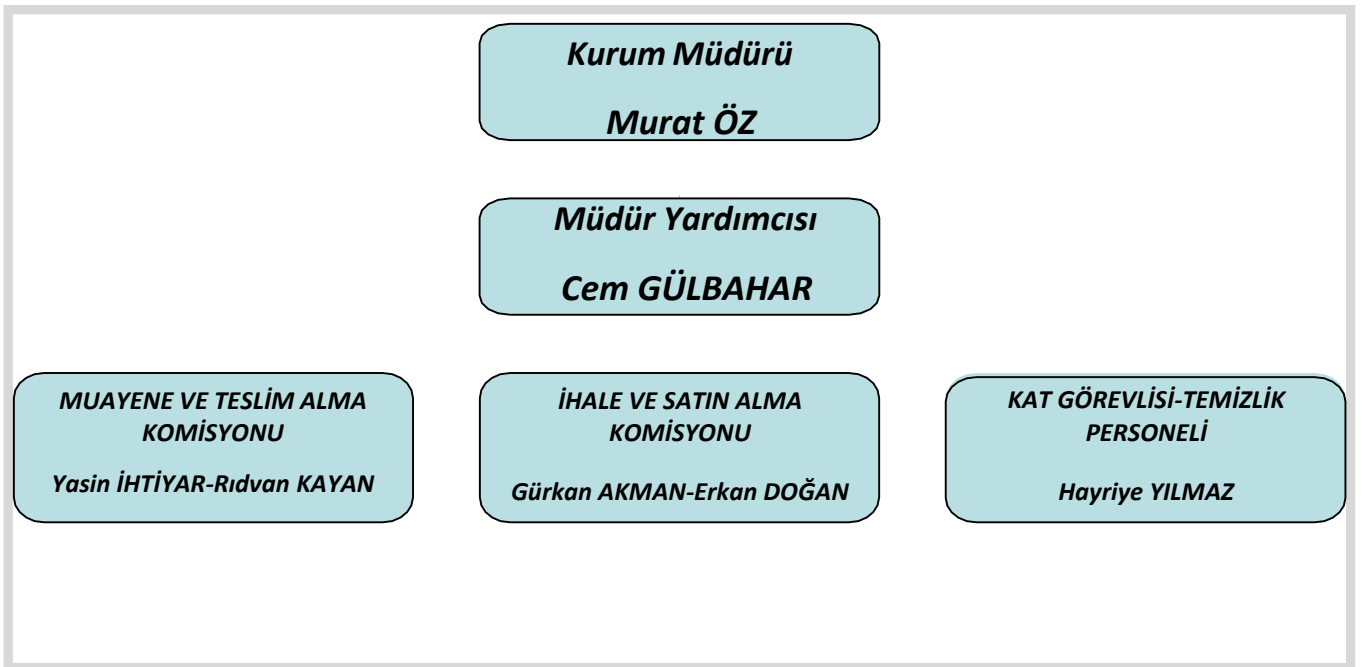 Kurum Müdürü
Murat ÖZ
Müdür Yardımcısı
Cem GÜLBAHAR
MUAYENE VE TESLİM ALMA
KOMİSYONU
Yasin İHTİYAR-Rıdvan KAYAN
İHALE VE SATIN ALMA
KOMİSYONU
Gürkan AKMAN-Erkan DOĞAN
KAT GÖREVLİSİ-TEMİZLİK
PERSONELİ
Hayriye YILMAZ